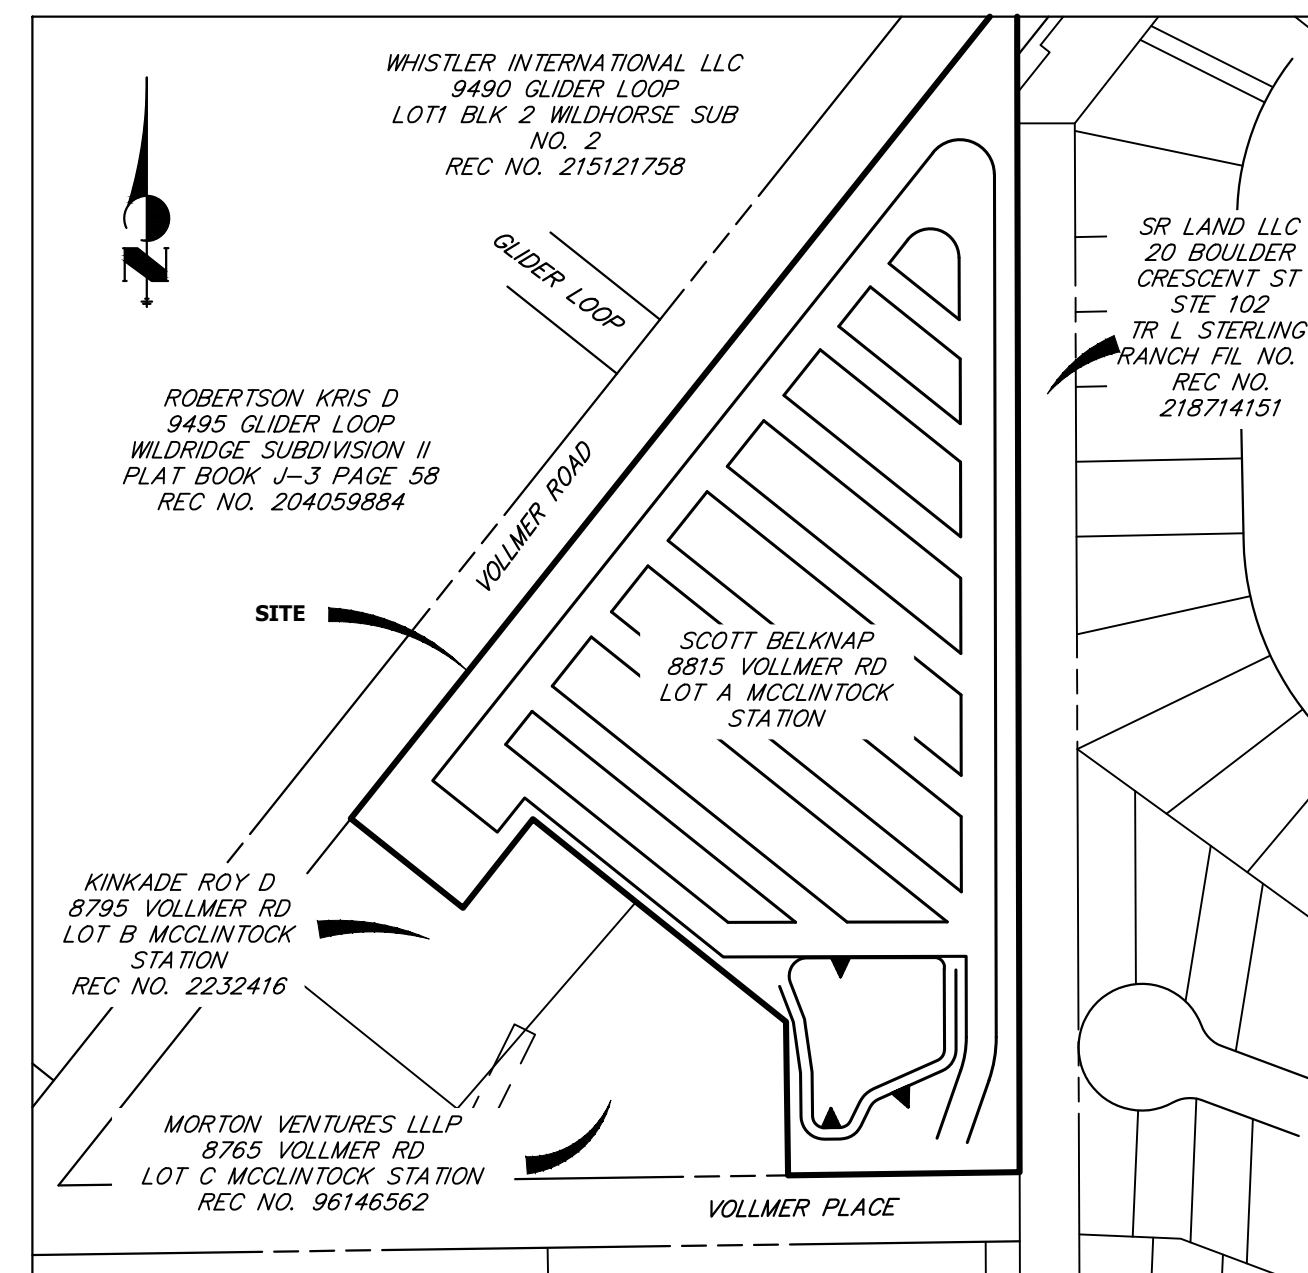 WHISTLER INTERNATIONAL LLC
9490 GLIDER LOOP
LOT1 BLK 2 WILDHORSE SUB
NO. 2
REC NO. 215121758
N
GLIDER LOOP
SR LAND LLC
20 BOULDER
CRESCENT ST
STE 102
TR L STERLING
RANCH FIL NO.
REC NO.
218714151
ROBERTSON KRIS D
9495 GLIDER LOOP
WILDRIDGE SUBDIVISION II
PLAT BOOK J-3 PAGE 58
REC NO. 204059884
VOLLMER ROAD
SITE
SCOTT BELKNAP
8815 VOLLMER RD
LOT A MCCLINTOCK
STATION
KINKADE ROY D
8795 VOLLMER RD
LOT B MCCLINTOCK
STATION
REC NO. 2232416
MORTON VENTURES LLLP
8765 VOLLMER RD
LOT C MCCLINTOCK STATION
REC NO. 96146562
VOLLMER PLACE